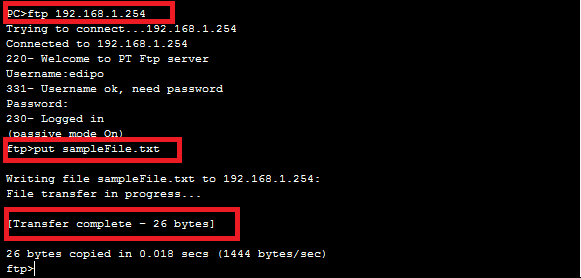 PC>ftp 192.168.1.254
Trying to connect...192.168.1.254
Connected to 192.168.1.254
220- Welcome to PT Ftp server
Username:edipo
331- Username ok, need password
Password:
230- Logged in
(passive mode On)
ftp>put sampleFile.txt
Writing file sampleFile.txt to 192.168.1.254:
File transfer in progress...
[Transfer complete - 26 bytes]
26 bytes copied in 0.018 secs (1444 bytes/sec)
ftp>